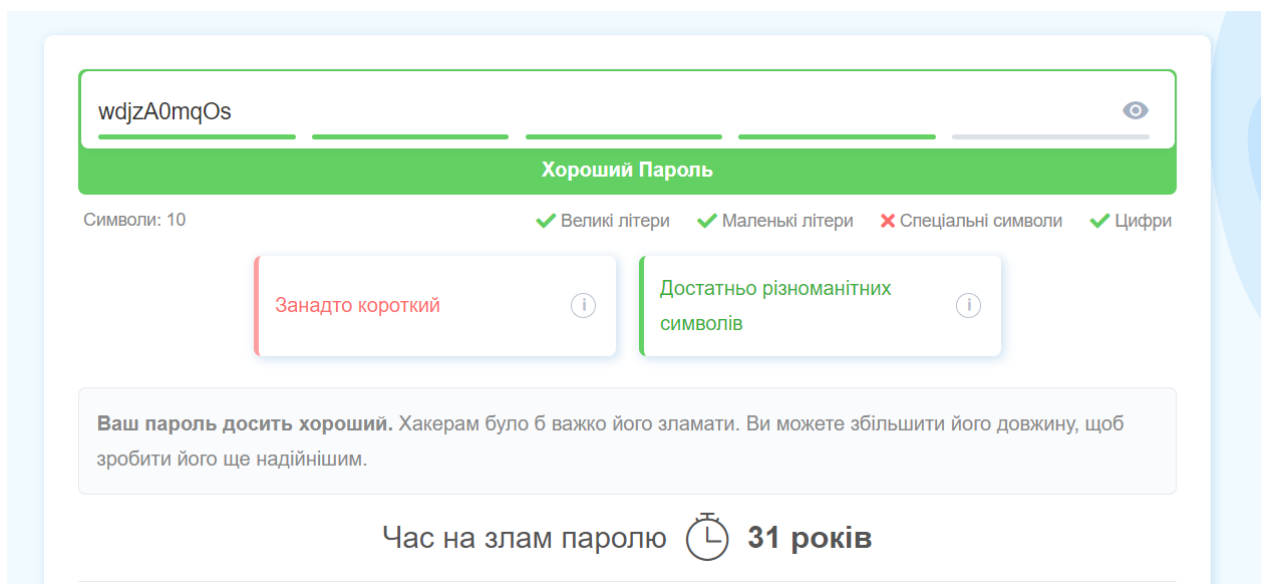 wdjzA0mqOs
Хороший Пароль
Символи: 10
Великі літери Маленькі літери Спеціальні символи Цифри
Занадто короткий
Достатньо різноманітних
символів
Ваш пароль досить хороший. Хакерам було б важко його зламати. Ви можете збільшити його довжину, щоб
зробити його ще надійнішим.
Час на злам паролю 31 років